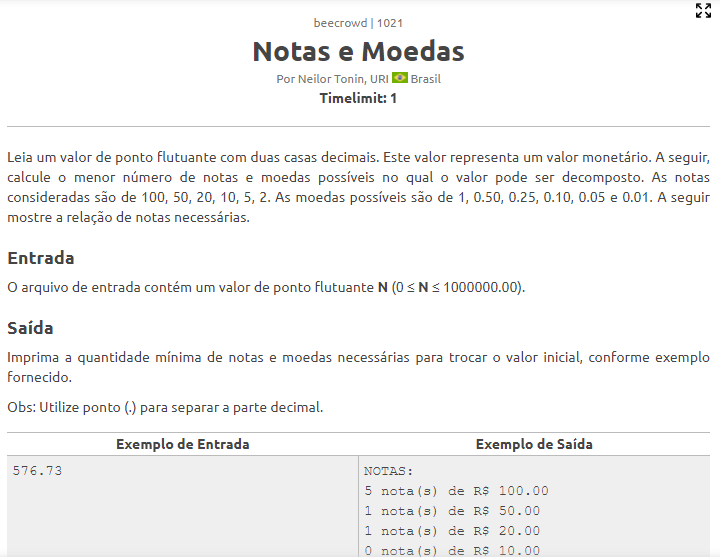 beecrowd | 1021
Notas e Moedas
Por Neilor Tonin, URI Brasil
Timelimit: 1
Leia um valor de ponto flutuante com duas casas decimais. Este valor representa um valor monetário. A seguir,
calcule o menor número de notas e moedas possíveis no qual o valor pode ser decomposto. As notas
consideradas são de 100, 50, 20, 10, 5, 2. As moedas possíveis são de 1, 0.50, 0.25, 0.10, 0.05 e 0.01. A seguir
mostre a relação de notas necessárias.
Entrada
O arquivo de entrada contém um valor de ponto flutuante N (0 ≤ N ≤ 1000000.00).
Saída
Imprima a quantidade mínima de notas e moedas necessárias para trocar o valor inicial, conforme exemplo
fornecido.
Obs: Utilize ponto (.) para separar a parte decimal.
Exemplo de Entrada Exemplo de Saída
576.73 NOTAS:
5 nota(s) de R$ 100.00
1 nota(s) de R$ 50.00
1 nota(s) de R$ 20.00
0 nota(s) de R$ 10.00